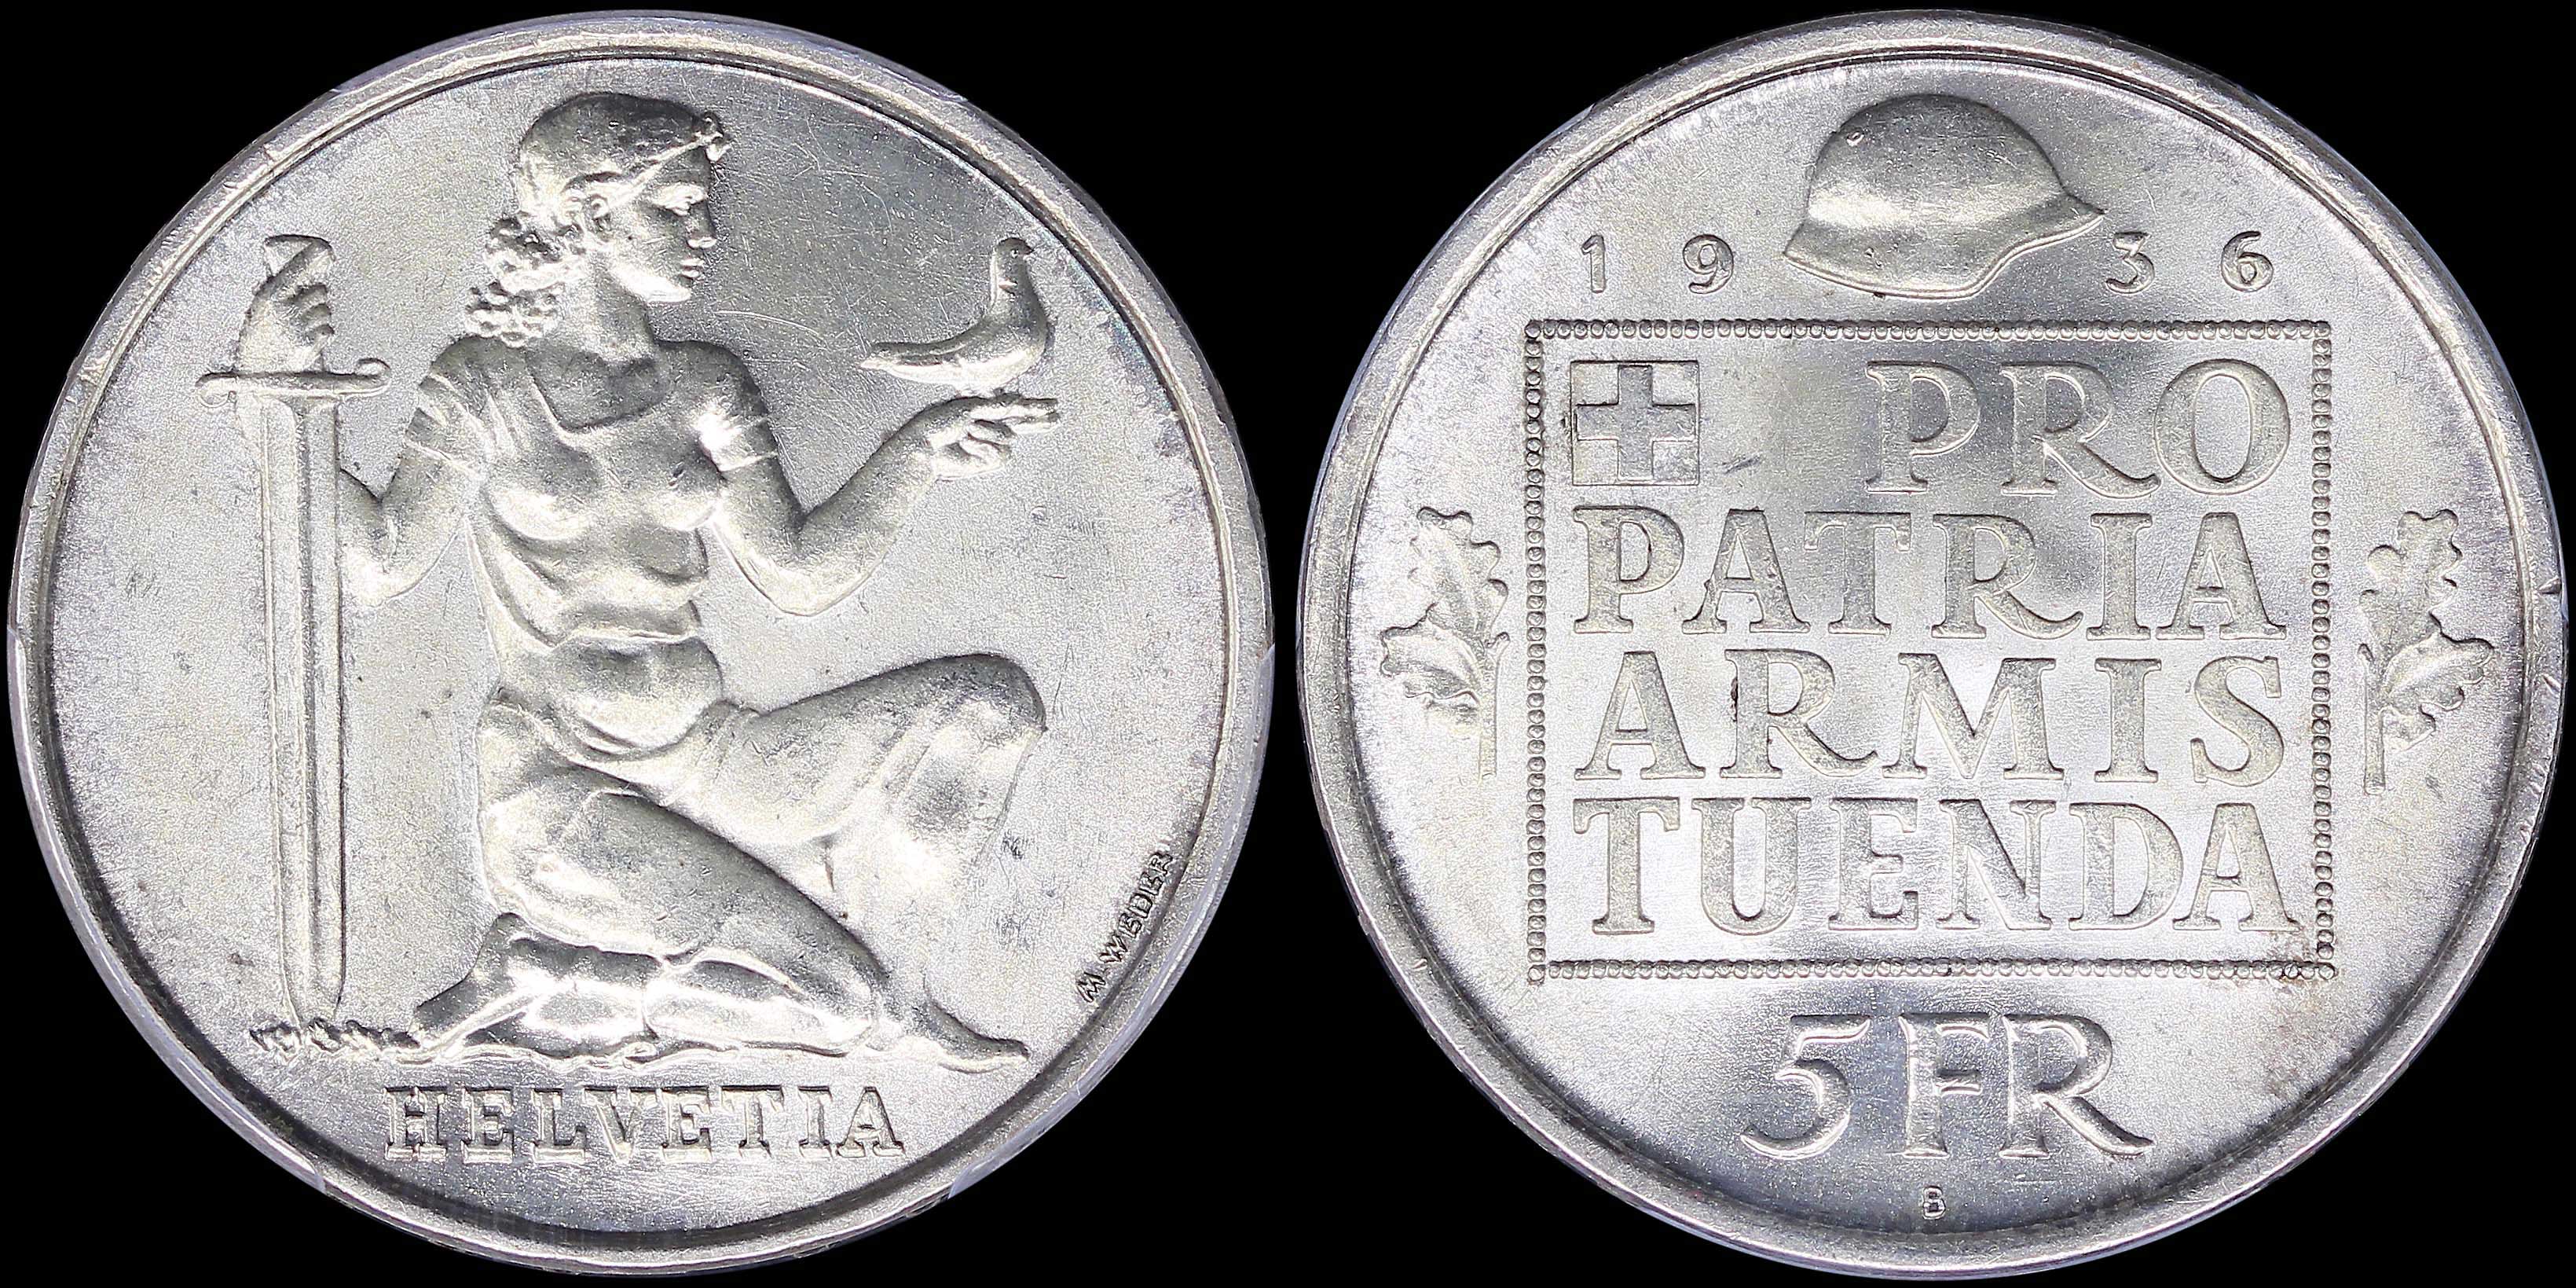 M·WEBER
HELVETIA
1936
PRO
PATRIA
ARMIS
TUENDA
5 FR
B